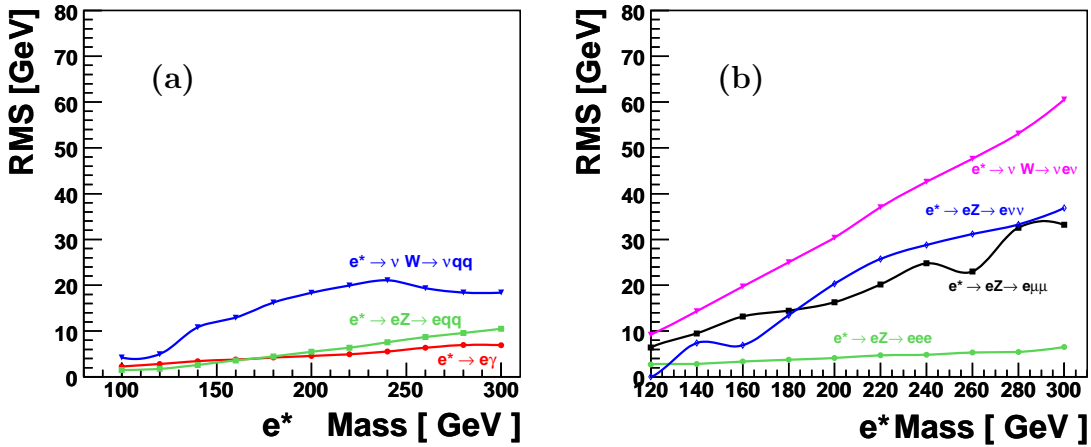 RMS [GeV]
80
70
60
50
40
30
20
10
0
(a)
e* → ν W → νqq
e* → eZ → eqq
e* → eγ
100 150 200 250 300
e* Mass [ GeV]
RMS [GeV]
80
70
60
50
40
30
20
10
0
(b)
e* → ν W → νeν
e* → eZ → eνν
e* → eZ → eμμ
e* → eZ → eee
120 140 160 180 200 220 240 260 280 300
e* Mass [ GeV]